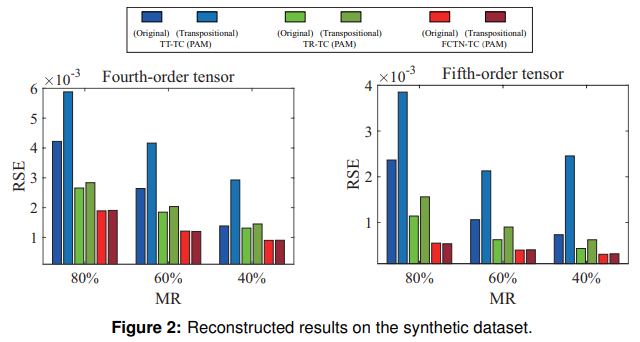 (Original) (Transpositional) (Original) (Transpositional) (Original) (Transpositional)
TT-TC (PAM) TR-TC (PAM) FCTN-TC (PAM)
×10⁻³ Fourth-order tensor
6
5
4
3
2
1
RSE
80% 60% 40%
MR
×10⁻³ Fifth-order tensor
4
3
2
1
RSE
80% 60% 40%
MR
Figure 2: Reconstructed results on the synthetic dataset.